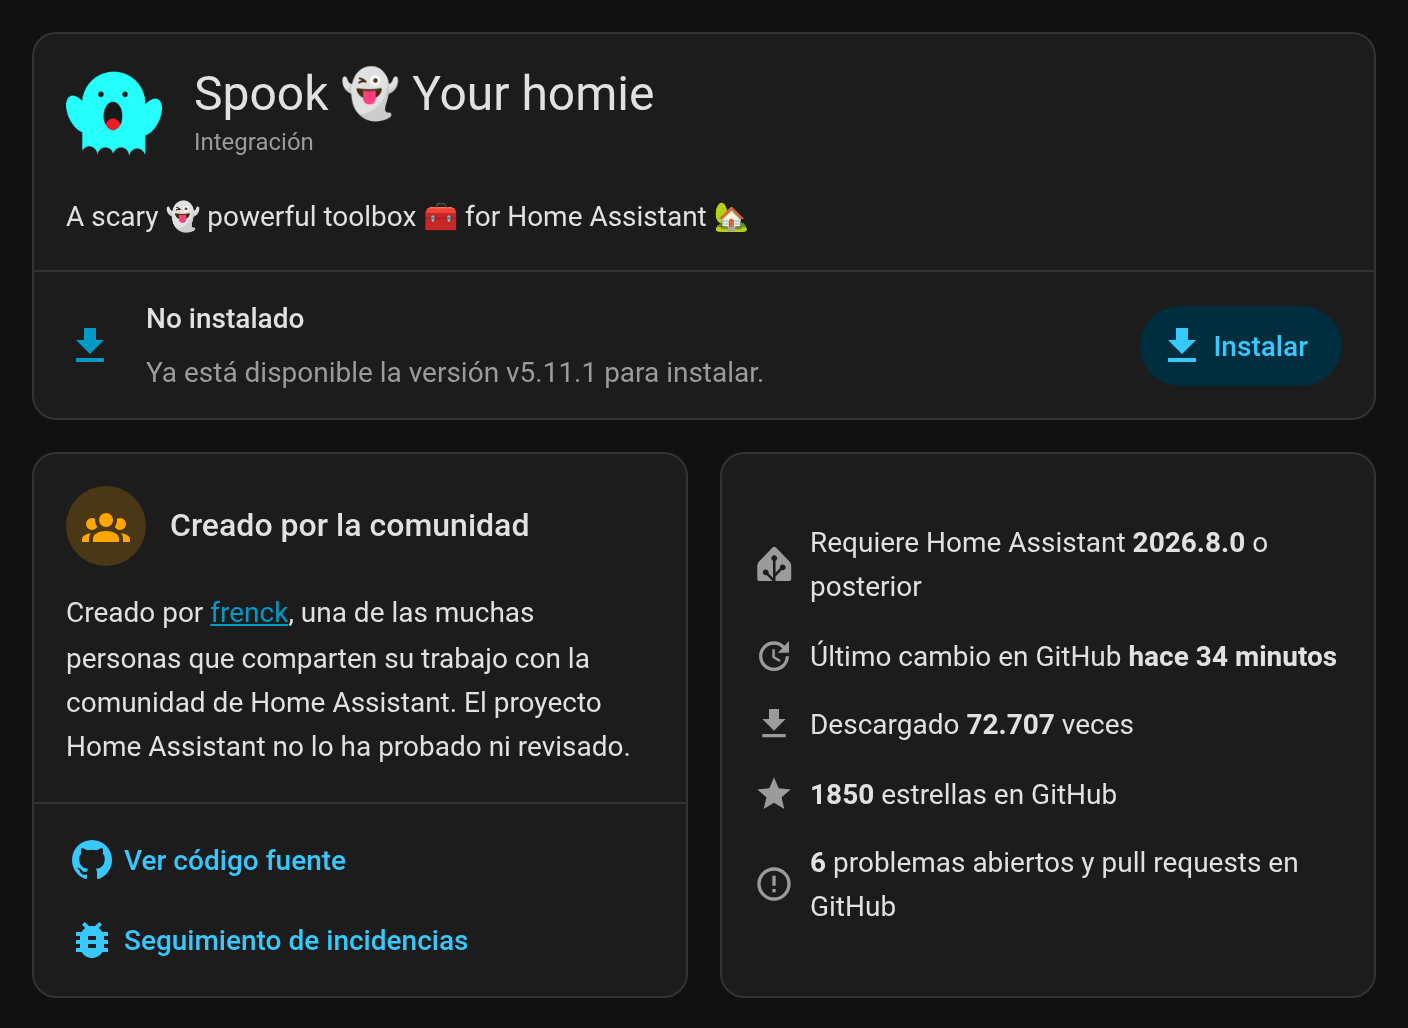 Spook 👻 Your homie
Integración
A scary 👻 powerful toolbox 🧰 for Home Assistant 🏡
No instalado
Ya está disponible la versión v5.11.1 para instalar.
Instalar
Creado por la comunidad
Creado por frenck, una de las muchas
personas que comparten su trabajo con la
comunidad de Home Assistant. El proyecto
Home Assistant no lo ha probado ni revisado.
Ver código fuente
Seguimiento de incidencias
Requiere Home Assistant 2026.8.0 o
posterior
Último cambio en GitHub hace 34 minutos
Descargado 72.707 veces
1850 estrellas en GitHub
6 problemas abiertos y pull requests en
GitHub